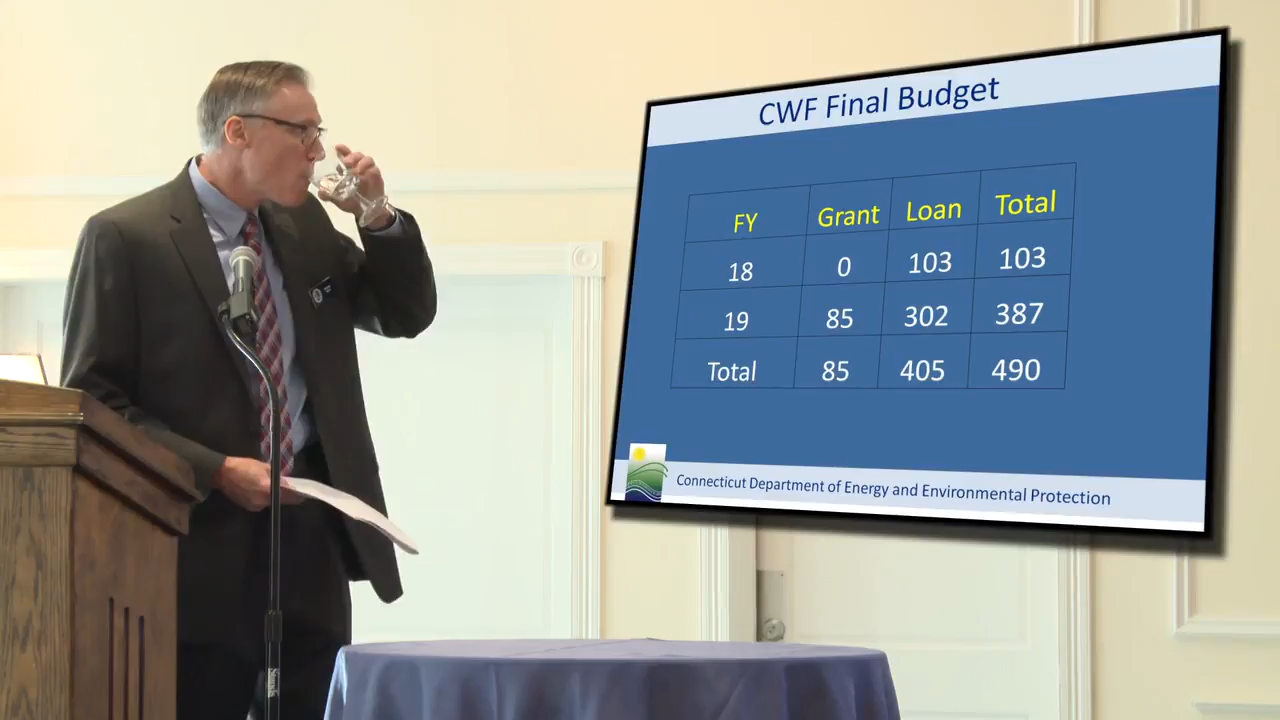 CWF Final Budget
FY Grant Loan Total
18 0 103 103
19 85 302 387
Total 85 405 490
Connecticut Department of Energy and Environmental Protection